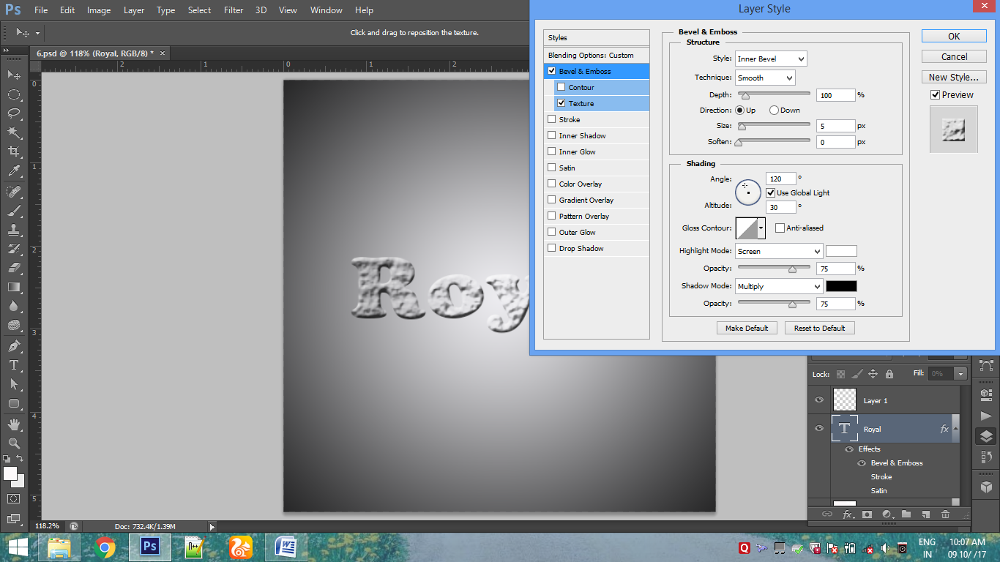 Ps File Edit Image Layer Type Select Filter 3D View Window Help
Click and drag to reposition the texture.
6.psd @ 118% (Royal, RGB/8) * ×
2 1 0 1 2
0
1
2
3
4
5
Roy
118.2% Doc: 732.4K/1.39M
Layer Style
Styles
Blending Options: Custom
Bevel & Emboss
Contour
Texture
Stroke
Inner Shadow
Inner Glow
Satin
Color Overlay
Gradient Overlay
Pattern Overlay
Outer Glow
Drop Shadow
Bevel & Emboss
Structure
Style: Inner Bevel
Technique: Smooth
Depth: 100 %
Direction: Up Down
Size: 5 px
Soften: 0 px
Shading
Angle: 120 °
Use Global Light
Altitude: 30 °
Gloss Contour: Anti-aliased
Highlight Mode: Screen
Opacity: 75 %
Shadow Mode: Multiply
Opacity: 75 %
Make Default Reset to Default
OK
Cancel
New Style...
Preview
Lock: Fill: 0%
Layer 1
T Royal fx
Effects
Bevel & Emboss
Stroke
Satin
fx
Ps
ENG 10:07 AM
IN 09 10/ /17